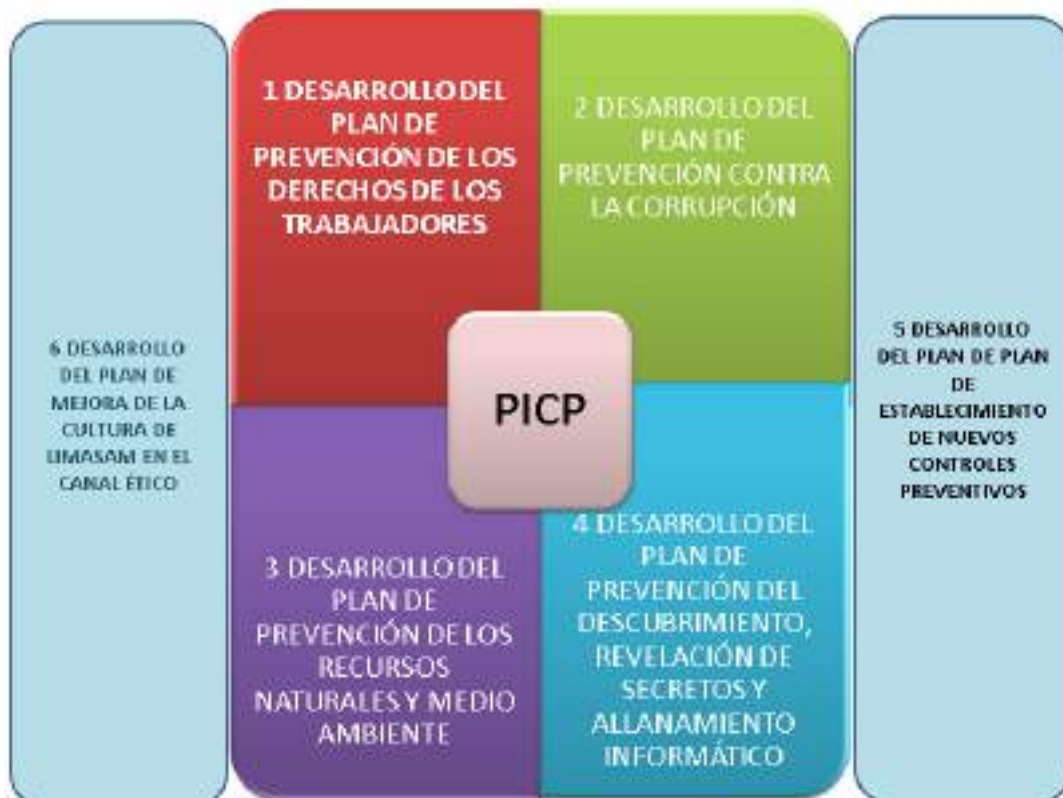 1 DESARROLLO DEL
PLAN DE
PREVENCIÓN DE LOS
DERECHOS DE LOS
TRABAJADORES
2 DESARROLLO DEL
PLAN DE
PREVENCIÓN CONTRA
LA CORRUPCIÓN
3 DESARROLLO DEL
PLAN DE
PREVENCIÓN DE LOS
RECURSOS
NATURALES Y MEDIO
AMBIENTE
4 DESARROLLO DEL
PLAN DE
PREVENCIÓN DEL
DESCUBRIMIENTO,
REVELACIÓN DE
SECRETOS Y
ALLANAMIENTO
INFORMÁTICO
PICP
5 DESARROLLO
DEL PLAN DE PLAN
DE
ESTABLECIMIENTO
DE NUEVOS
CONTROLES
PREVENTIVOS
6 DESARROLLO
DEL PLAN DE
MEJORA DE LA
CULTURA DE
LIMASAM EN EL
CANAL ÉTICO